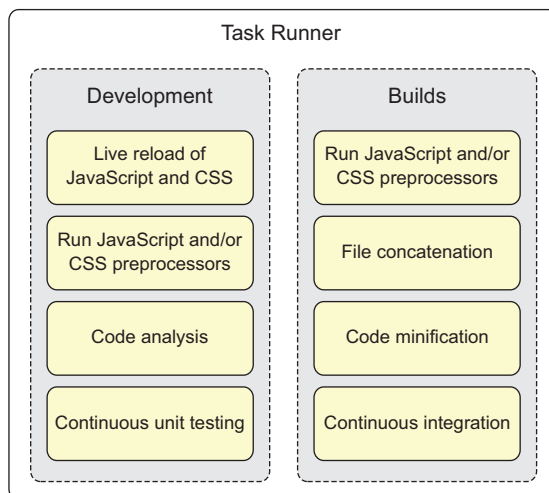 Task Runner
Development
Live reload of
JavaScript and CSS
Run JavaScript and/or
CSS preprocessors
Code analysis
Continuous unit testing
Builds
Run JavaScript and/or
CSS preprocessors
File concatenation
Code minification
Continuous integration